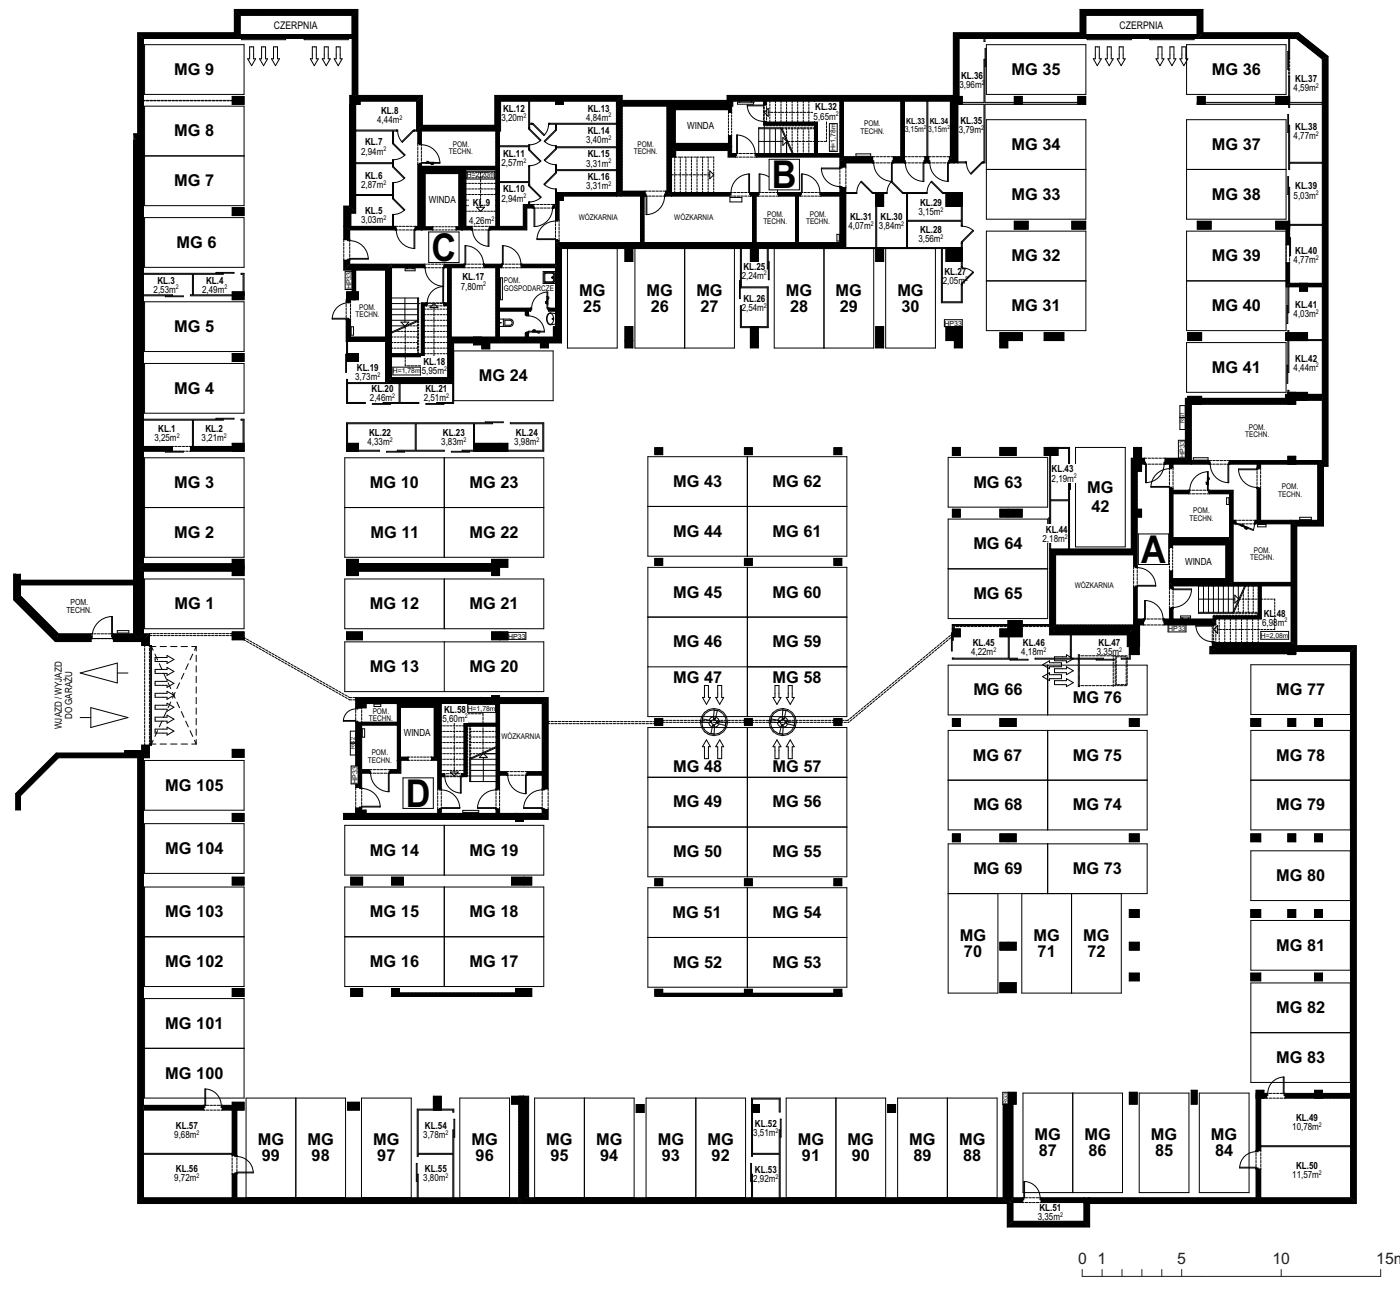 CZERPNIA
CZERPNIA
MG 9
MG 8
MG 7
MG 6
KL.3
2,53m²
KL.4
2,49m²
MG 5
MG 4
KL.1
3,25m²
KL.2
3,21m²
MG 3
MG 2
MG 1
POM.
TECHN.
WJAZD / WYJAZD
DO GARAŻU
KL.8
4,44m²
KL.7
2,94m²
KL.6
2,87m²
KL.5
3,03m²
POM.
TECHN.
WINDA
KL.9
4,26m²
C
KL.12
3,20m²
KL.11
2,57m²
KL.10
2,94m²
KL.13
4,84m²
KL.14
3,40m²
KL.15
3,31m²
KL.16
3,31m²
POM.
TECHN.
WINDA
KL.32
5,65m²
H=1,78m
POM.
TECHN.
KL.33
3,15m²
KL.34
3,15m²
KL.35
3,79m²
KL.36
3,96m²
B
WÓZKARNIA
WÓZKARNIA
POM.
TECHN.
POM.
TECHN.
KL.31
4,07m²
KL.30
3,84m²
KL.29
3,15m²
KL.28
3,56m²
KL.27
2,05m²
HP33
HP33
POM.
TECHN.
KL.17
7,80m²
POM.
GOSPODARCZE
KL.18
5,95m²
H=1,78m
KL.19
3,73m²
KL.20
2,46m²
KL.21
2,51m²
MG 24
KL.22
4,33m²
KL.23
3,83m²
KL.24
3,98m²
MG
25
MG
26
MG
27
KL.25
2,24m²
KL.26
2,54m²
MG
28
MG
29
MG
30
MG 35
MG 34
MG 33
MG 32
MG 31
MG 36
MG 37
MG 38
MG 39
MG 40
MG 41
KL.37
4,59m²
KL.38
4,77m²
KL.39
5,03m²
KL.40
4,77m²
KL.41
4,03m²
KL.42
4,44m²
POM.
TECHN.
HP33
MG 10
MG 23
MG 11
MG 22
MG 12
MG 21
HP33
MG 13
MG 20
MG 43
MG 62
MG 44
MG 61
MG 45
MG 60
MG 46
MG 59
MG 47
MG 58
MG 48
MG 57
MG 49
MG 56
MG 50
MG 55
MG 51
MG 54
MG 52
MG 53
MG 63
MG 64
MG 65
KL.43
2,19m²
KL.44
2,18m²
MG
42
WÓZKARNIA
A
POM.
TECHN.
POM.
TECHN.
POM.
TECHN.
WINDA
KL.48
6,98m²
H=2,08m
HP33
KL.45
4,22m²
KL.46
4,18m²
KL.47
3,35m²
MG 66
MG 76
MG 67
MG 75
MG 68
MG 74
MG 69
MG 73
MG
70
MG
71
MG
72
MG 77
MG 78
MG 79
MG 80
MG 81
MG 82
MG 83
POM.
TECHN.
POM.
TECHN.
HP33
WINDA
KL.58
5,60m²
H=1,78m
WÓZKARNIA
D
MG 14
MG 19
MG 15
MG 18
MG 16
MG 17
MG 105
MG 104
MG 103
MG 102
MG 101
MG 100
KL.57
9,68m²
KL.56
9,72m²
MG
99
MG
98
MG
97
KL.54
3,78m²
KL.55
3,80m²
MG
96
MG
95
MG
94
MG
93
MG
92
KL.52
3,51m²
KL.53
2,92m²
MG
91
MG
90
MG
89
MG
88
MG
87
MG
86
MG
85
MG
84
KL.49
10,78m²
KL.50
11,57m²
KL.51
3,35m²
0 1 5 10 15m